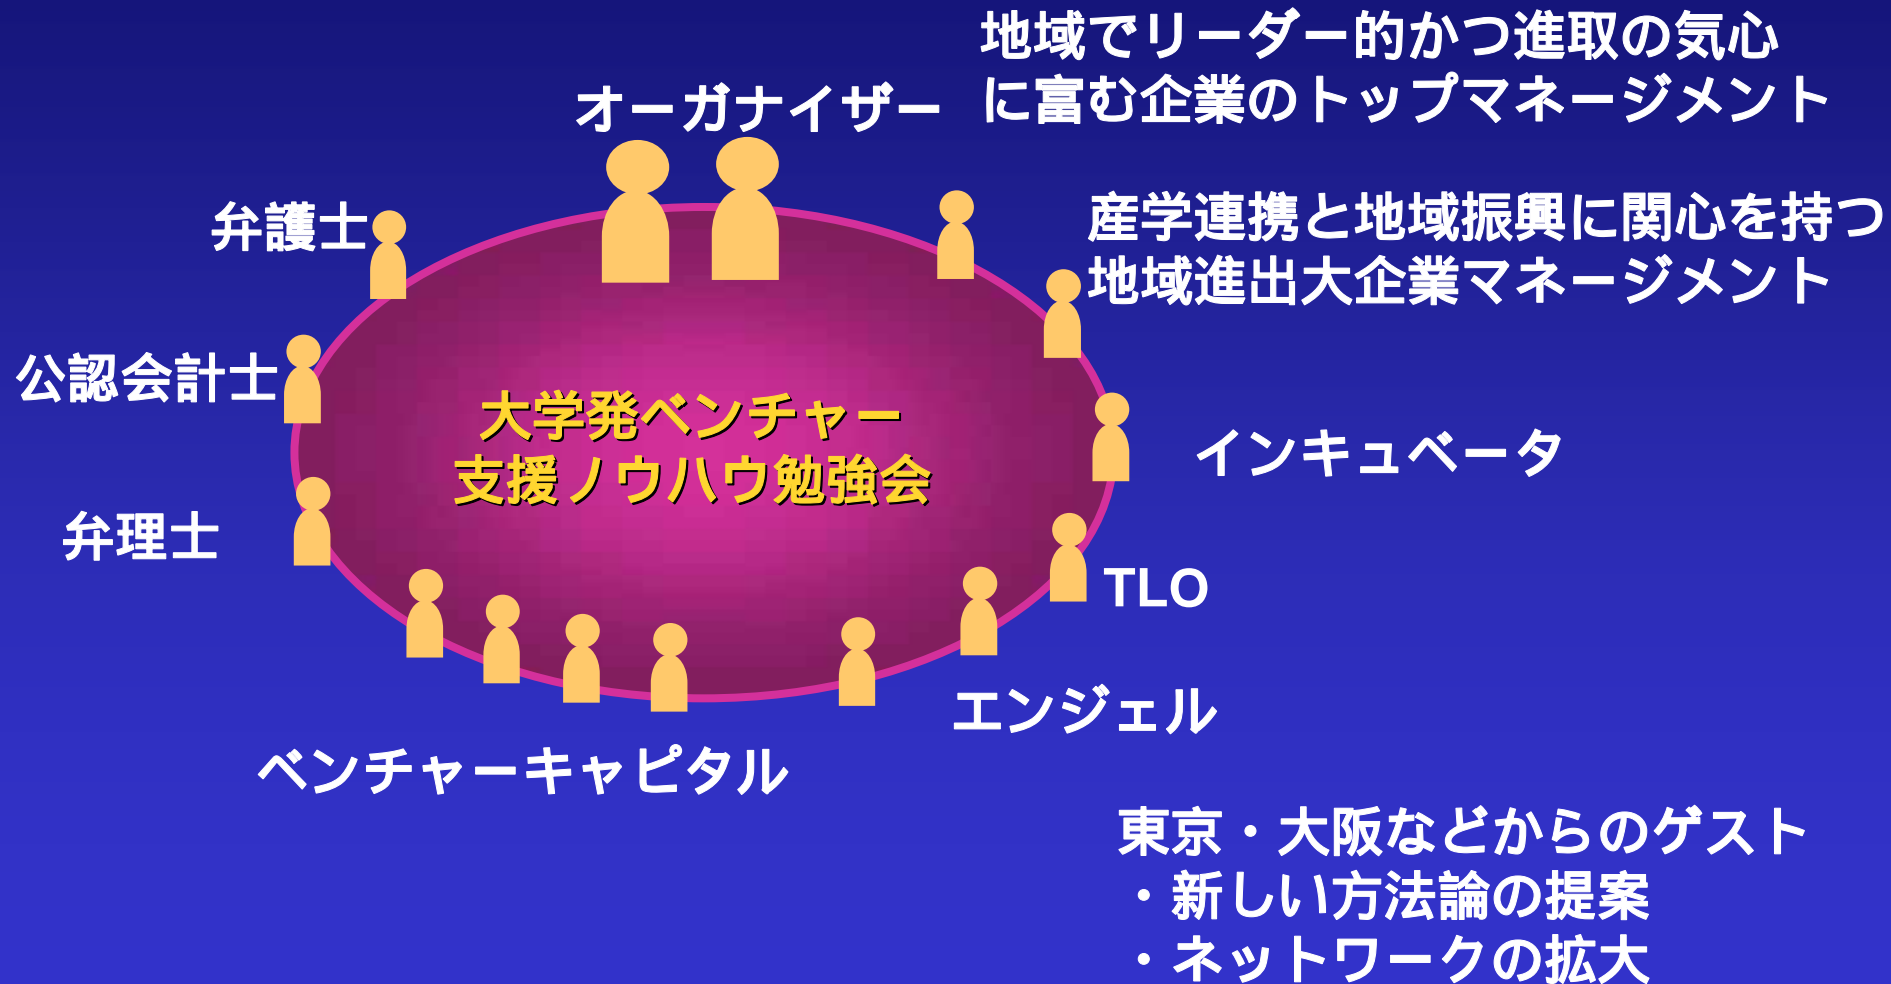 地域でリーダー的かつ進取の気心
に富む企業のトップマネージメント
オーガナイザー
弁護士
産学連携と地域振興に関心を持つ
地域進出大企業マネージメント
公認会計士
大学発ベンチャー
支援ノウハウ勉強会
インキュベータ
弁理士
TLO
エンジェル
ベンチャーキャピタル
東京・大阪などからのゲスト
・新しい方法論の提案
・ネットワークの拡大